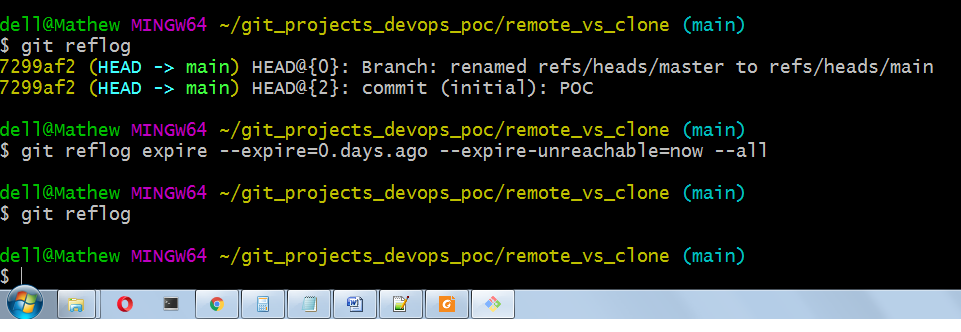 dell@Mathew MINGW64 ~/git_projects_devops_poc/remote_vs_clone (main)
$ git reflog
7299af2 (HEAD -> main) HEAD@{0}: Branch: renamed refs/heads/master to refs/heads/main
7299af2 (HEAD -> main) HEAD@{2}: commit (initial): POC
dell@Mathew MINGW64 ~/git_projects_devops_poc/remote_vs_clone (main)
$ git reflog expire --expire=0.days.ago --expire-unreachable=now --all
dell@Mathew MINGW64 ~/git_projects_devops_poc/remote_vs_clone (main)
$ git reflog
dell@Mathew MINGW64 ~/git_projects_devops_poc/remote_vs_clone (main)
$